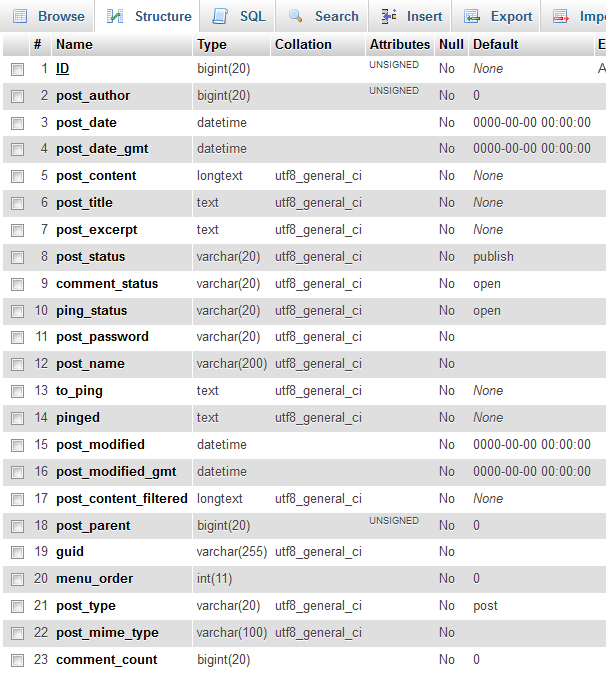 Browse Structure SQL Search Insert Export Impo
# Name Type Collation Attributes Null Default E
1 ID bigint(20) UNSIGNED No None A
2 post_author bigint(20) UNSIGNED No 0
3 post_date datetime No 0000-00-00 00:00:00
4 post_date_gmt datetime No 0000-00-00 00:00:00
5 post_content longtext utf8_general_ci No None
6 post_title text utf8_general_ci No None
7 post_excerpt text utf8_general_ci No None
8 post_status varchar(20) utf8_general_ci No publish
9 comment_status varchar(20) utf8_general_ci No open
10 ping_status varchar(20) utf8_general_ci No open
11 post_password varchar(20) utf8_general_ci No
12 post_name varchar(200) utf8_general_ci No
13 to_ping text utf8_general_ci No None
14 pinged text utf8_general_ci No None
15 post_modified datetime No 0000-00-00 00:00:00
16 post_modified_gmt datetime No 0000-00-00 00:00:00
17 post_content_filtered longtext utf8_general_ci No None
18 post_parent bigint(20) UNSIGNED No 0
19 guid varchar(255) utf8_general_ci No
20 menu_order int(11) No 0
21 post_type varchar(20) utf8_general_ci No post
22 post_mime_type varchar(100) utf8_general_ci No
23 comment_count bigint(20) No 0